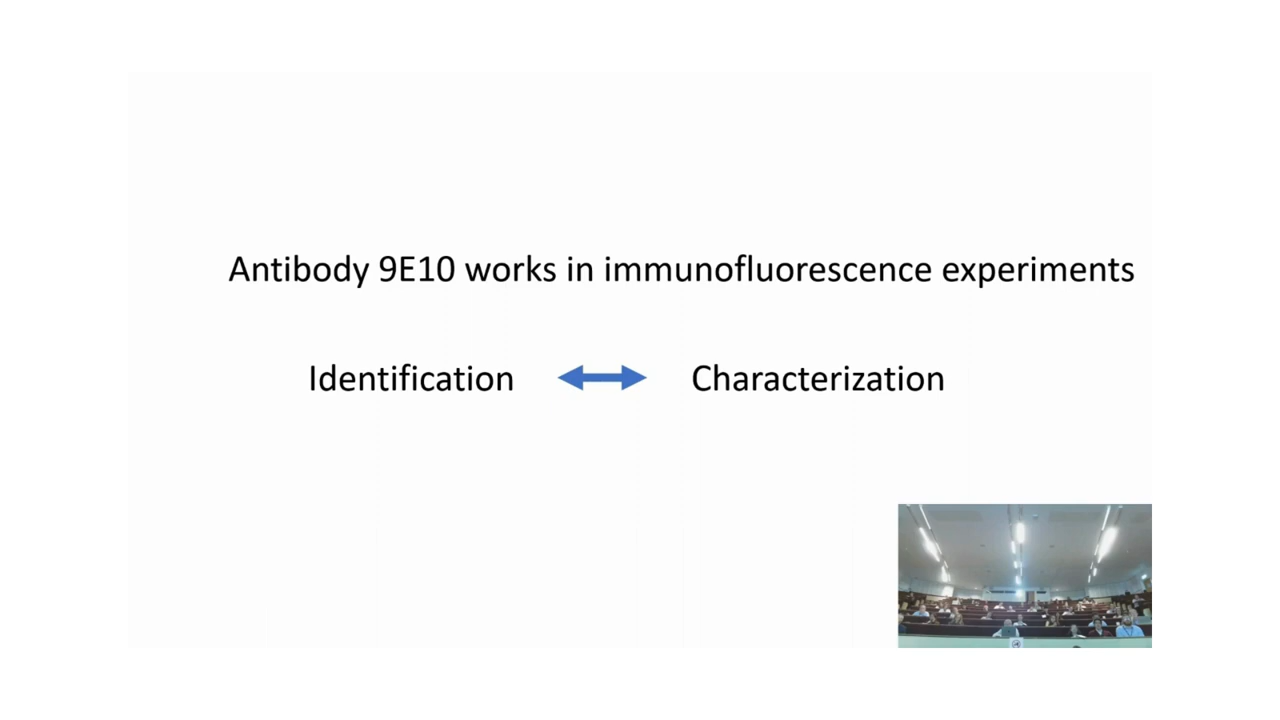 Antibody 9E10 works in immunofluorescence experiments
Identification
Characterization